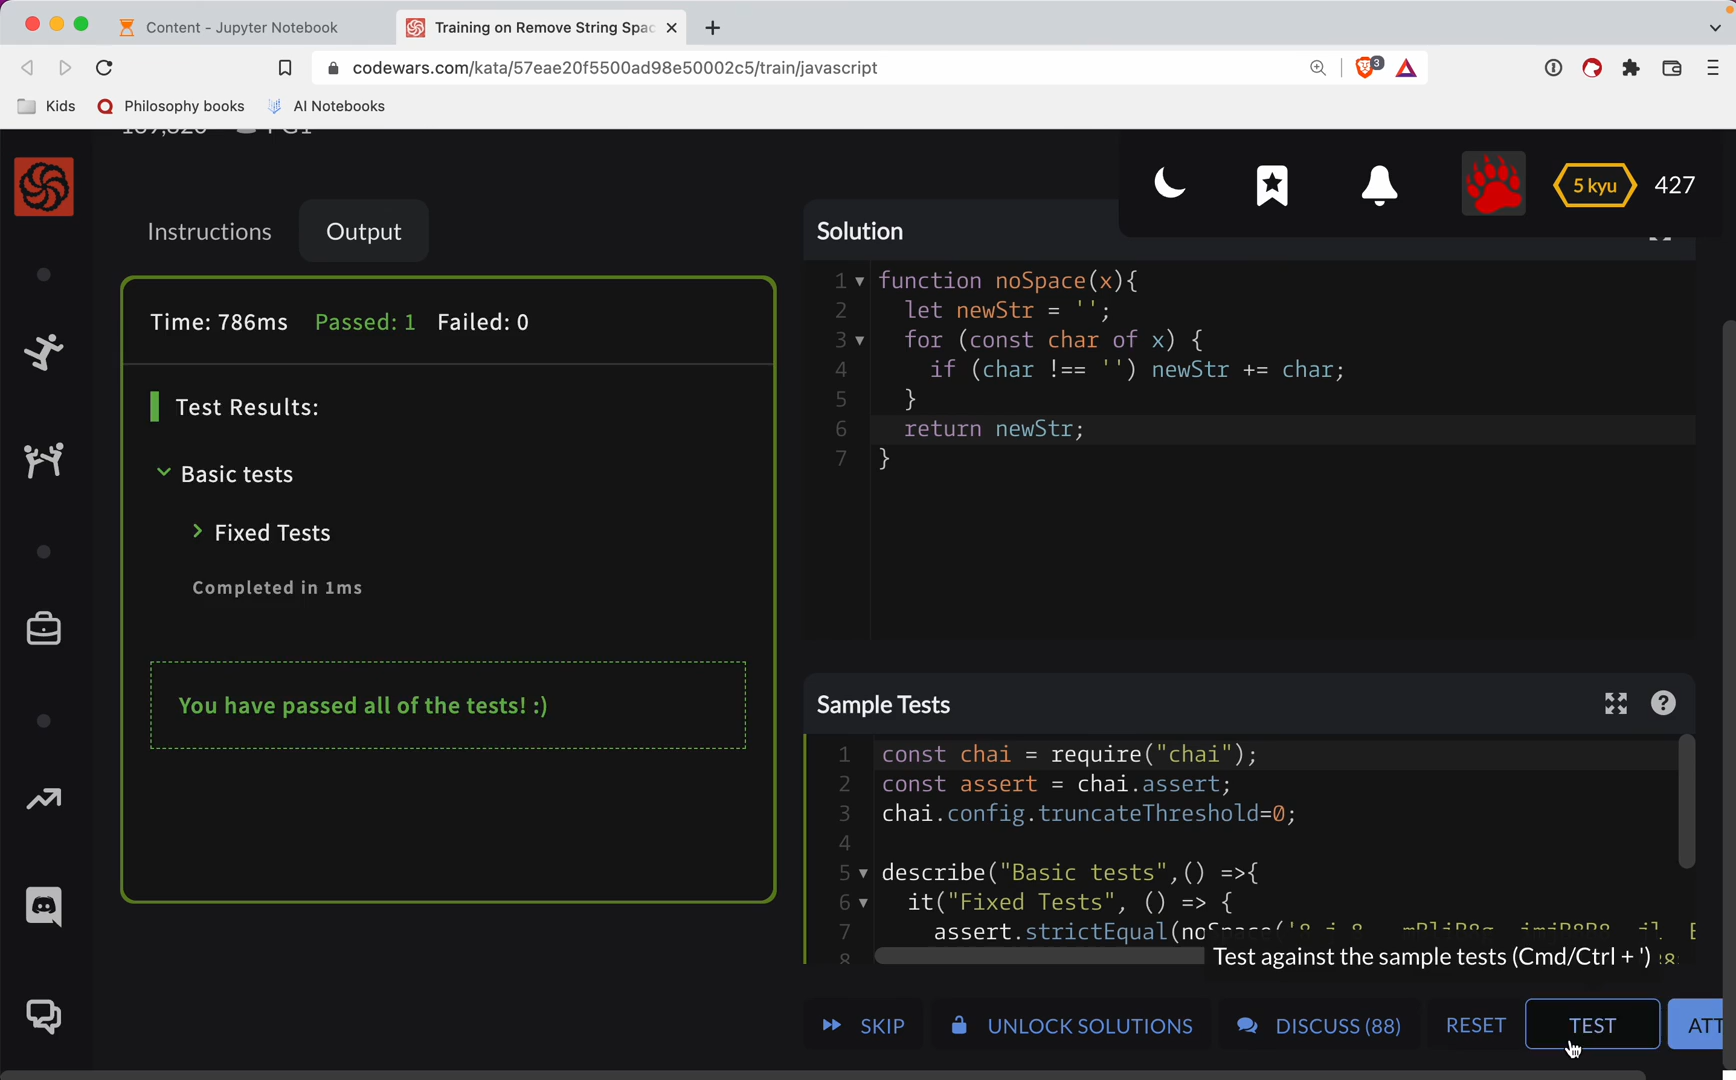 Content - Jupyter Notebook
Training on Remove String Spac
codewars.com/kata/57eae20f5500ad98e50002c5/train/javascript
3
Kids
Philosophy books
AI Notebooks
5 kyu
427
Instructions
Output
Time: 786ms Passed: 1 Failed: 0
Test Results:
Basic tests
Fixed Tests
Completed in 1ms
You have passed all of the tests! :)
Solution
1 function noSpace(x){
2 let newStr = '';
3 for (const char of x) {
4 if (char !== '') newStr += char;
5 }
6 return newStr;
7 }
Sample Tests
1 const chai = require("chai");
2 const assert = chai.assert;
3 chai.config.truncateThreshold=0;
4
5 describe("Basic tests",() =>{
6 it("Fixed Tests", () => {
7 assert.strictEqual(noSpace('8
8
Test against the sample tests (Cmd/Ctrl + ')
SKIP
UNLOCK SOLUTIONS
DISCUSS (88)
RESET
TEST
ATT